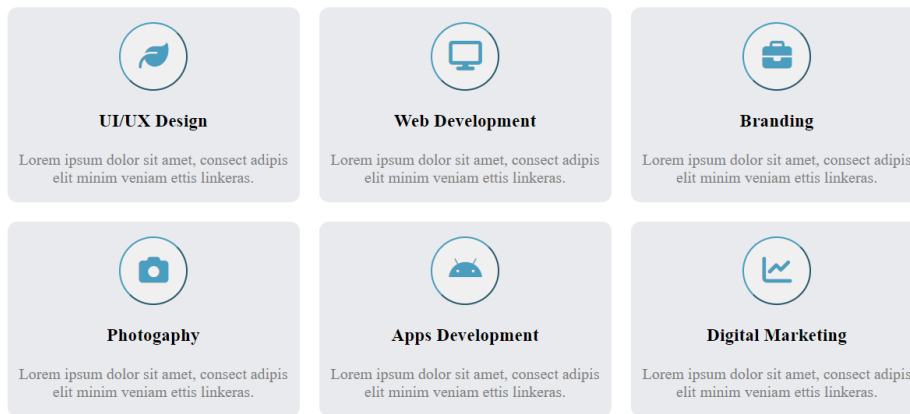 UI/UX Design
Lorem ipsum dolor sit amet, consect adipis
elit minim veniam ettis linkeras.
Web Development
Lorem ipsum dolor sit amet, consect adipis
elit minim veniam ettis linkeras.
Branding
Lorem ipsum dolor sit amet, consect adipis
elit minim veniam ettis linkeras.
Photogaphy
Lorem ipsum dolor sit amet, consect adipis
elit minim veniam ettis linkeras.
Apps Development
Lorem ipsum dolor sit amet, consect adipis
elit minim veniam ettis linkeras.
Digital Marketing
Lorem ipsum dolor sit amet, consect adipis
elit minim veniam ettis linkeras.